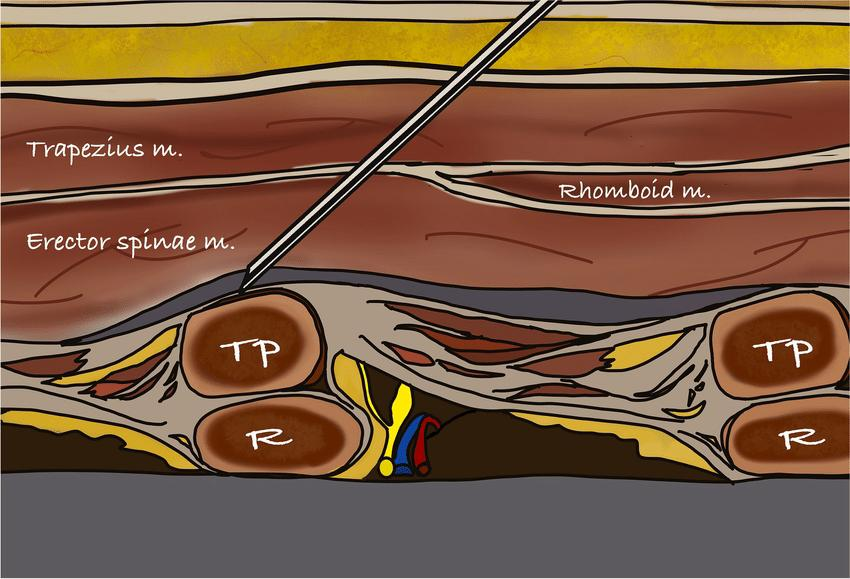 Trapezius m.
Rhomboid m.
Erector spinae m.
TP
TP
R
R